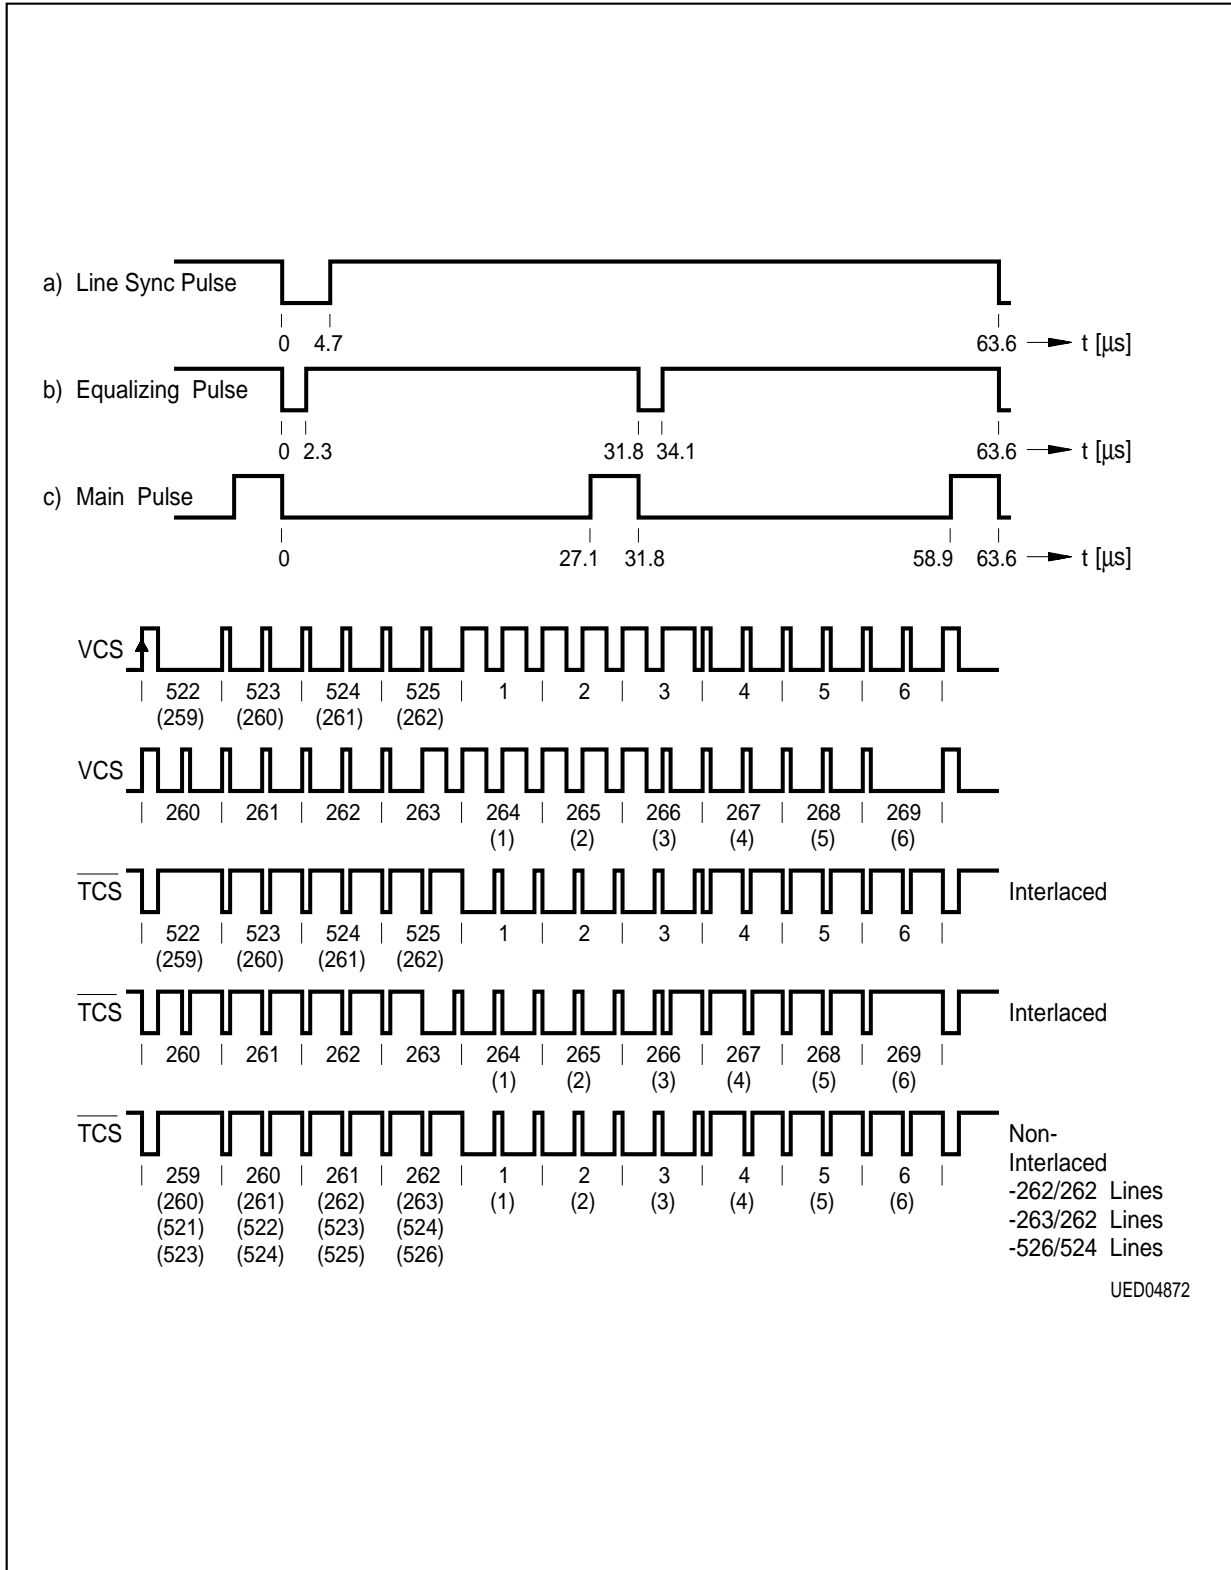 a) Line Sync Pulse
0 4.7 63.6 t [µs]
b) Equalizing Pulse
0 2.3 31.8 34.1 63.6 t [µs]
c) Main Pulse
0 27.1 31.8 58.9 63.6 t [µs]
VCS
522 523 524 525 1 2 3 4 5 6
(259) (260) (261) (262)
VCS
260 261 262 263 264 265 266 267 268 269
(1) (2) (3) (4) (5) (6)
TCS Interlaced
522 523 524 525 1 2 3 4 5 6
(259) (260) (261) (262)
TCS Interlaced
260 261 262 263 264 265 266 267 268 269
(1) (2) (3) (4) (5) (6)
TCS Non-
Interlaced
259 260 261 262 1 2 3 4 5 6
(260) (261) (262) (263) (1) (2) (3) (4) (5) (6) -262/262 Lines
(521) (522) (523) (524) -263/262 Lines
(523) (524) (525) (526) -526/524 Lines
UED04872